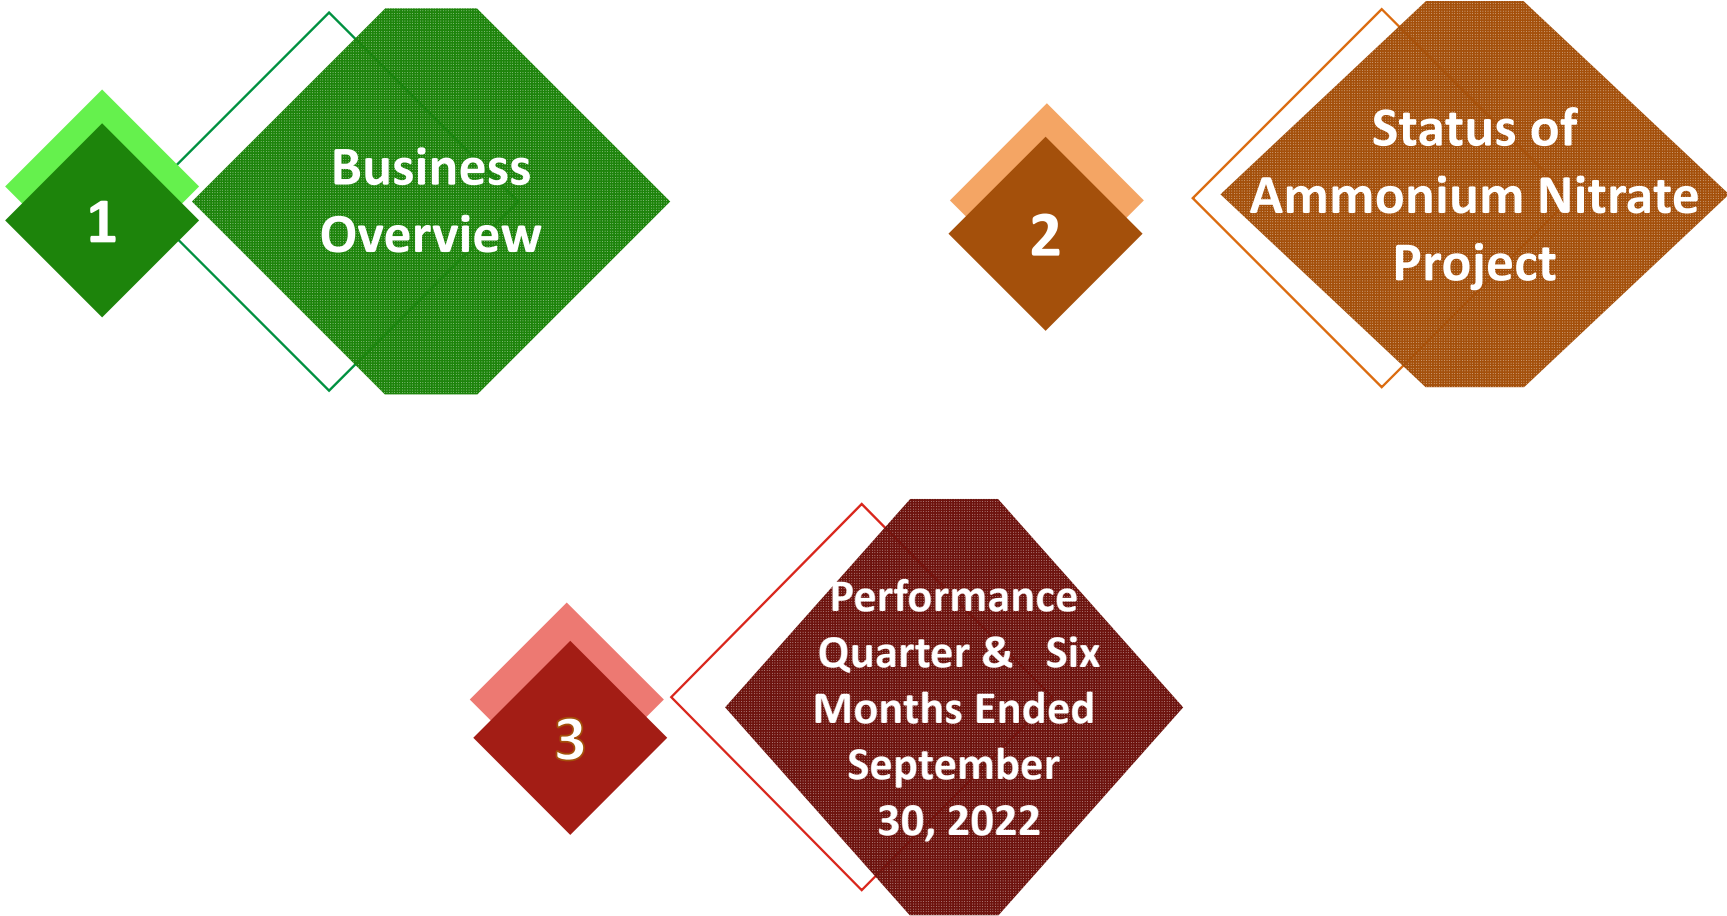 1
Business
Overview
2
Status of
Ammonium Nitrate
Project
3
Performance
Quarter & Six
Months Ended
September
30, 2022